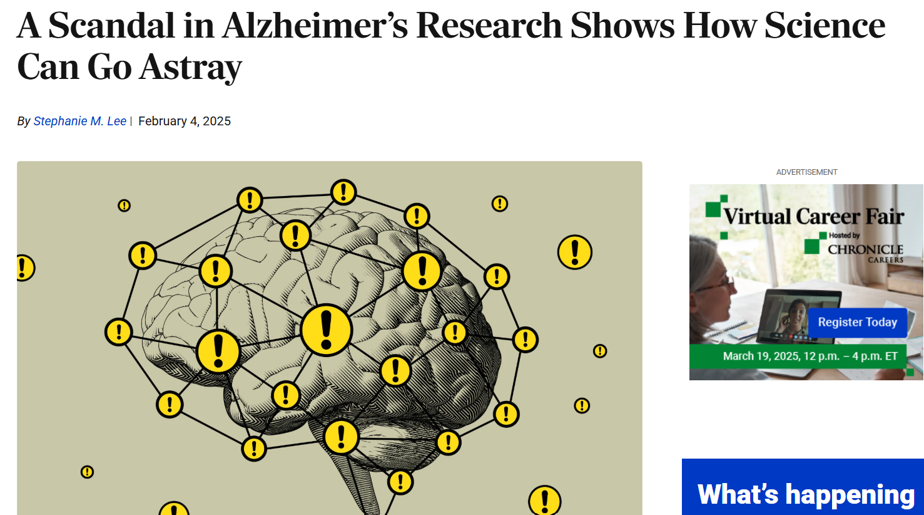 A Scandal in Alzheimer’s Research Shows How Science
Can Go Astray
By Stephanie M. Lee | February 4, 2025
ADVERTISEMENT
Virtual Career Fair
Hosted by
CHRONICLE
CAREERS
Register Today
March 19, 2025, 12 p.m. – 4 p.m. ET
What’s happening